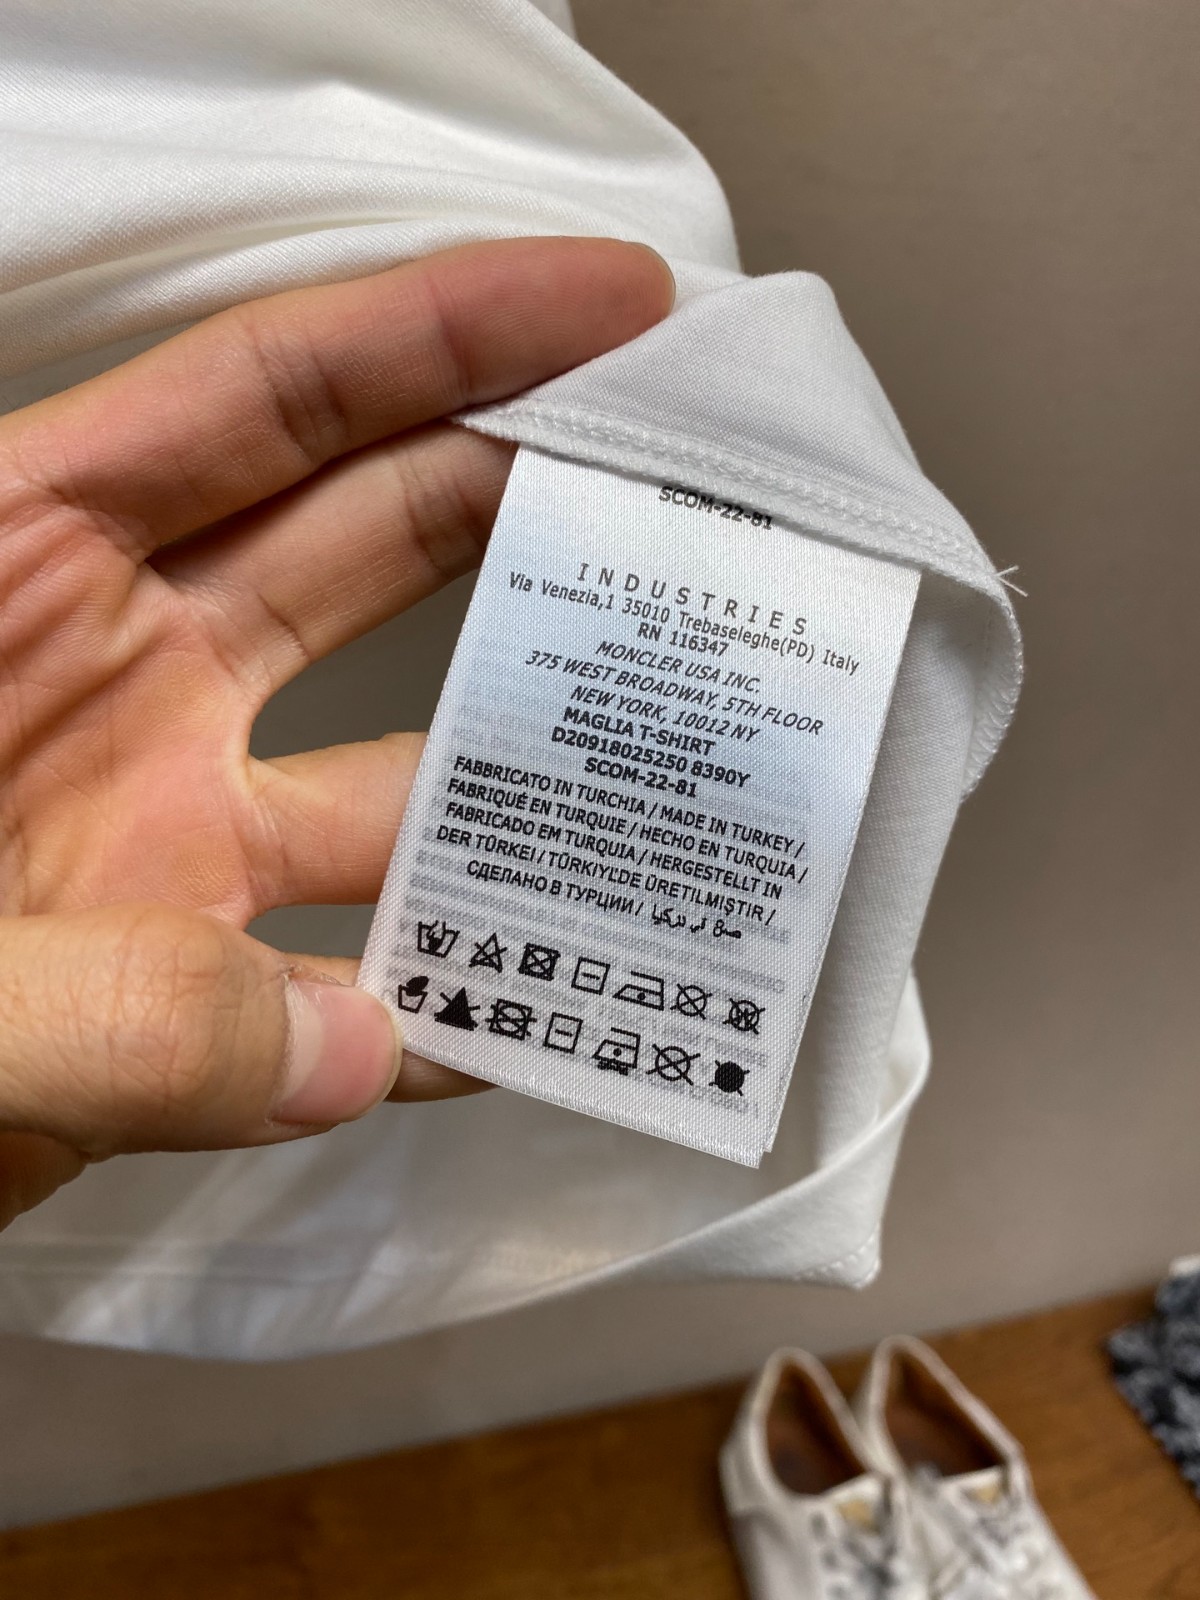 SCOM-22-81
INDUSTRIES
Via Venezia,1 35010 Trebaseleghe(PD) Italy
RN 116347
MONCLER USA INC.
375 WEST BROADWAY, 5TH FLOOR
NEW YORK, 10012 NY
MAGLIA T-SHIRT
D20918025250 8390Y
SCOM-22-81
FABBRICATO IN TURCHIA / MADE IN TURKEY /
FABRIQUÉ EN TURQUIE / HECHO EN TURQUIA /
FABRICADO EM TURQUIA / HERGESTELLT IN
DER TÜRKEI / TÜRKIYE'DE ÜRETILMIŞTIR /
СДЕЛАНО В ТУРЦИИ /